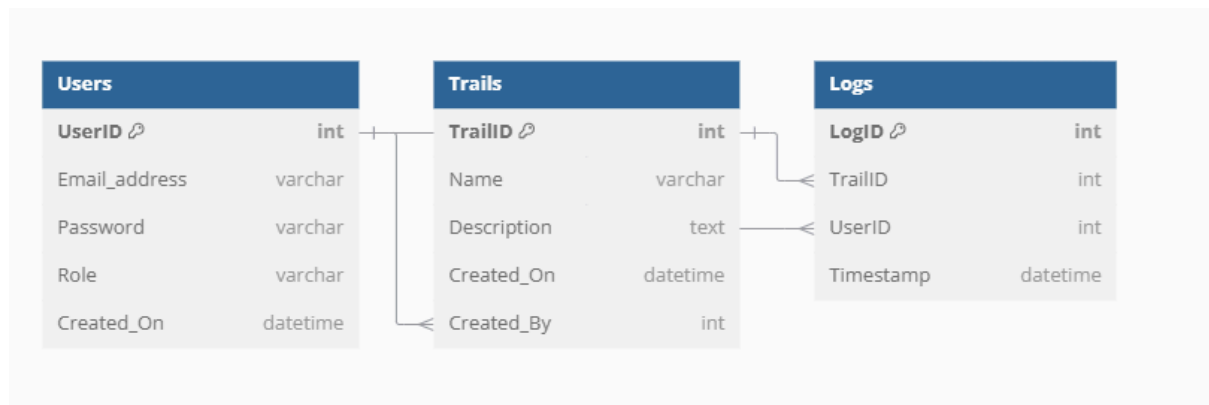 Users
UserID int
Email_address varchar
Password varchar
Role varchar
Created_On datetime
Trails
TrailID int
Name varchar
Description text
Created_On datetime
Created_By int
Logs
LogID int
TrailID int
UserID int
Timestamp datetime